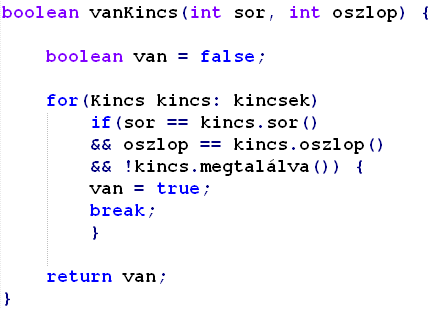 boolean vanKincs(int sor, int oszlop) {
boolean van = false;
for(Kincs kincs: kincsek)
if(sor == kincs.sor()
&& oszlop == kincs.oszlop()
&& !kincs.megtalálva()) {
van = true;
break;
}
return van;
}